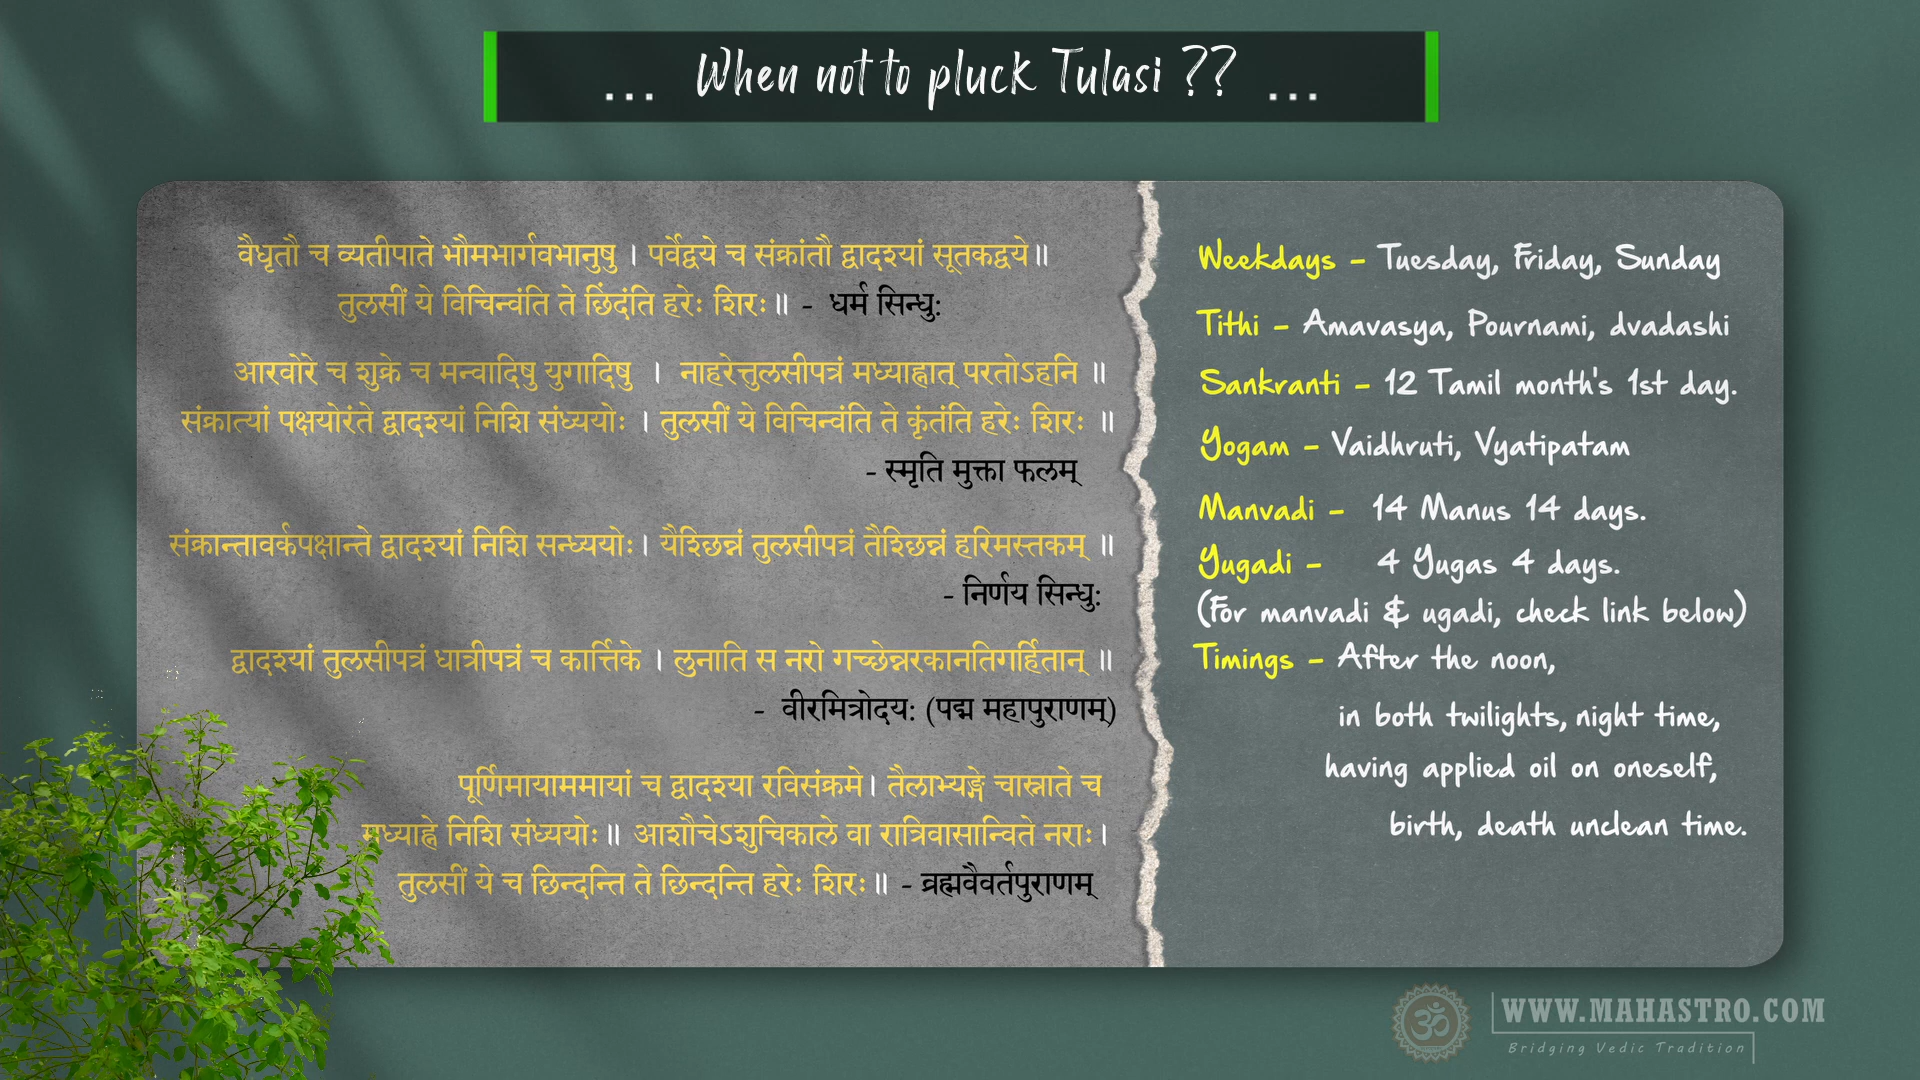 ... When not to pluck Tulasi ?? ...
वैधृतौ च व्यतीपाते भौमभार्गवभानुषु । पर्वेद्वये च संक्रांतौ द्वादश्यां सूतकद्वये॥
तुलसीं ये विचिन्वंति ते छिंदंति हरेः शिरः॥ - धर्म सिन्धु:
आरवोरे च शुक्रे च मन्वादिषु युगादिषु । नाहरेत्तुलसीपत्रं मध्याह्नात् परतोऽहनि ॥
संक्रात्यां पक्षयोरंते द्वादश्यां निशि संध्ययोः । तुलसीं ये विचिन्वंति ते कृंतंति हरेः शिरः ॥
- स्मृति मुक्ता फलम्
संक्रान्तावर्कपक्षान्ते द्वादश्यां निशि सन्ध्ययोः। यैश्छिन्नं तुलसीपत्रं तैश्छिन्नं हरिमस्तकम् ॥
- निर्णय सिन्धु:
द्वादश्यां तुलसीपत्रं धात्रीपत्रं च कार्त्तिके । लुनाति स नरो गच्छेन्नरकानतिगर्हितान् ॥
- वीरमित्रोदय: (पद्म महापुराणम्)
पूर्णिमायाममायां च द्वादश्या रविसंक्रमे। तैलाभ्यङ्गे चास्नाते च
मध्याह्ने निशि संध्ययोः॥ आशौचेऽशुचिकाले वा रात्रिवासान्विते नराः।
तुलसीं ये च छिन्दन्ति ते छिन्दन्ति हरेः शिरः॥ - ब्रह्मवैवर्तपुराणम्
Weekdays - Tuesday, Friday, Sunday
Tithi - Amavasya, Pournami, dvadashi
Sankranti - 12 Tamil month's 1st day.
Yogam - Vaidhruti, Vyatipatam
Manvadi - 14 Manus 14 days.
Yugadi - 4 Yugas 4 days.
(For manvadi & ugadi, check link below)
Timings - After the noon,
in both twilights, night time,
having applied oil on oneself,
birth, death unclean time.
WWW.MAHASTRO.COM
Bridging Vedic Tradition